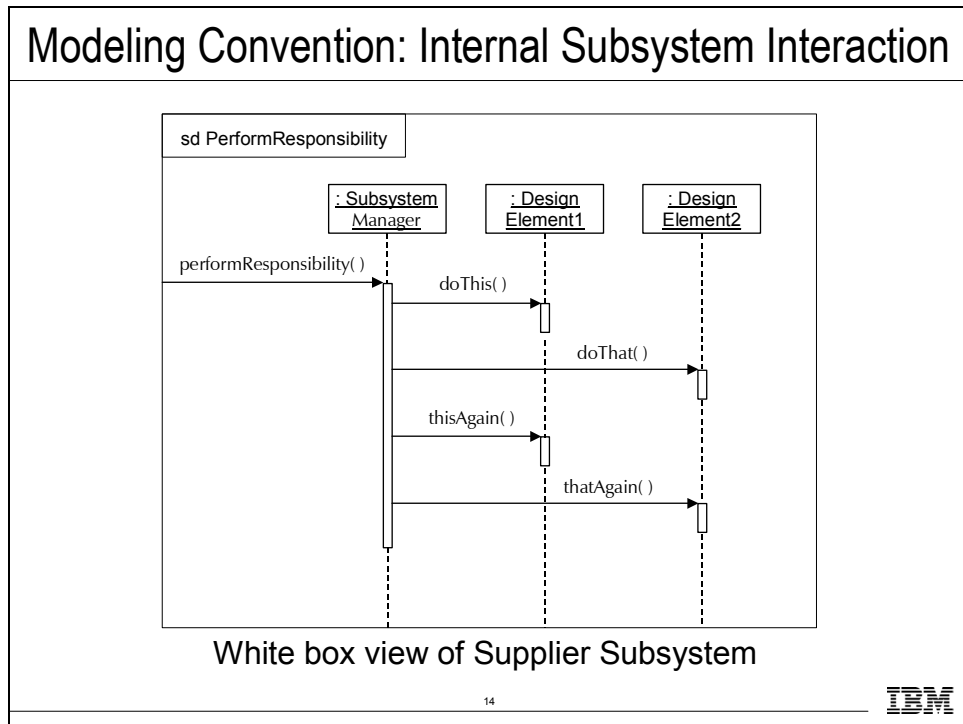 Modeling Convention: Internal Subsystem Interaction
sd PerformResponsibility
: Subsystem
Manager
: Design
Element1
: Design
Element2
performResponsibility( )
doThis( )
doThat( )
thisAgain( )
thatAgain( )
White box view of Supplier Subsystem
14
IBM